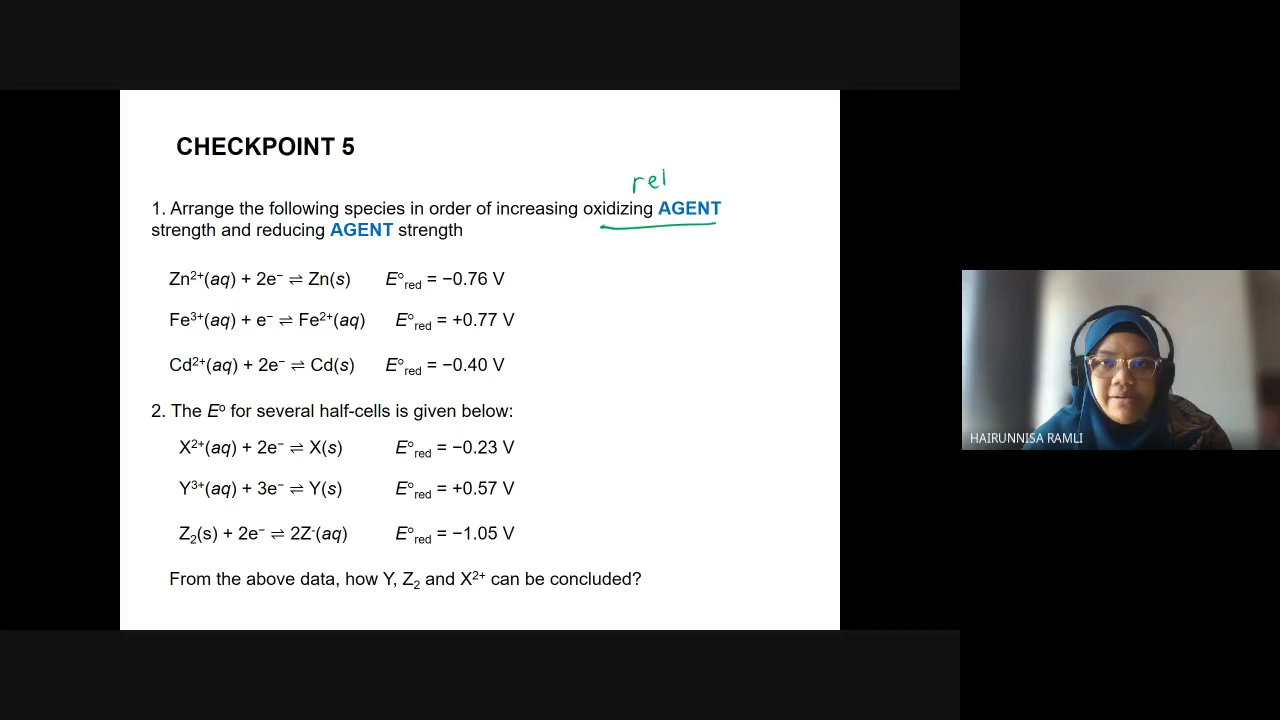 CHECKPOINT 5
rel
1. Arrange the following species in order of increasing oxidizing AGENT
strength and reducing AGENT strength
Zn²⁺(aq) + 2e⁻ ⇌ Zn(s) E°red = −0.76 V
Fe³⁺(aq) + e⁻ ⇌ Fe²⁺(aq) E°red = +0.77 V
Cd²⁺(aq) + 2e⁻ ⇌ Cd(s) E°red = −0.40 V
2. The E° for several half-cells is given below:
X²⁺(aq) + 2e⁻ ⇌ X(s) E°red = −0.23 V
Y³⁺(aq) + 3e⁻ ⇌ Y(s) E°red = +0.57 V
Z₂(s) + 2e⁻ ⇌ 2Z⁻(aq) E°red = −1.05 V
From the above data, how Y, Z₂ and X²⁺ can be concluded?
HAIRUNNISA RAMLI